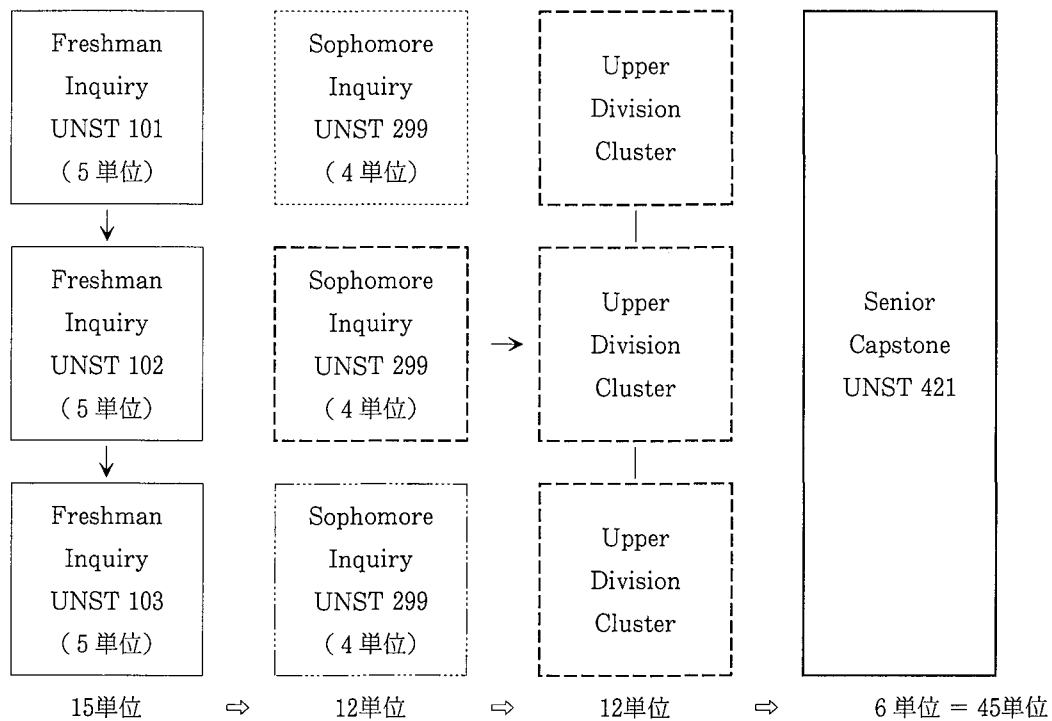 Freshman
Inquiry
UNST 101
（5単位）
Freshman
Inquiry
UNST 102
（5単位）
Freshman
Inquiry
UNST 103
（5単位）
Sophomore
Inquiry
UNST 299
（4単位）
Sophomore
Inquiry
UNST 299
（4単位）
Sophomore
Inquiry
UNST 299
（4単位）
Upper
Division
Cluster
Upper
Division
Cluster
Upper
Division
Cluster
Senior
Capstone
UNST 421
15単位 ⇨ 12単位 ⇨ 12単位 ⇨ 6単位 = 45単位